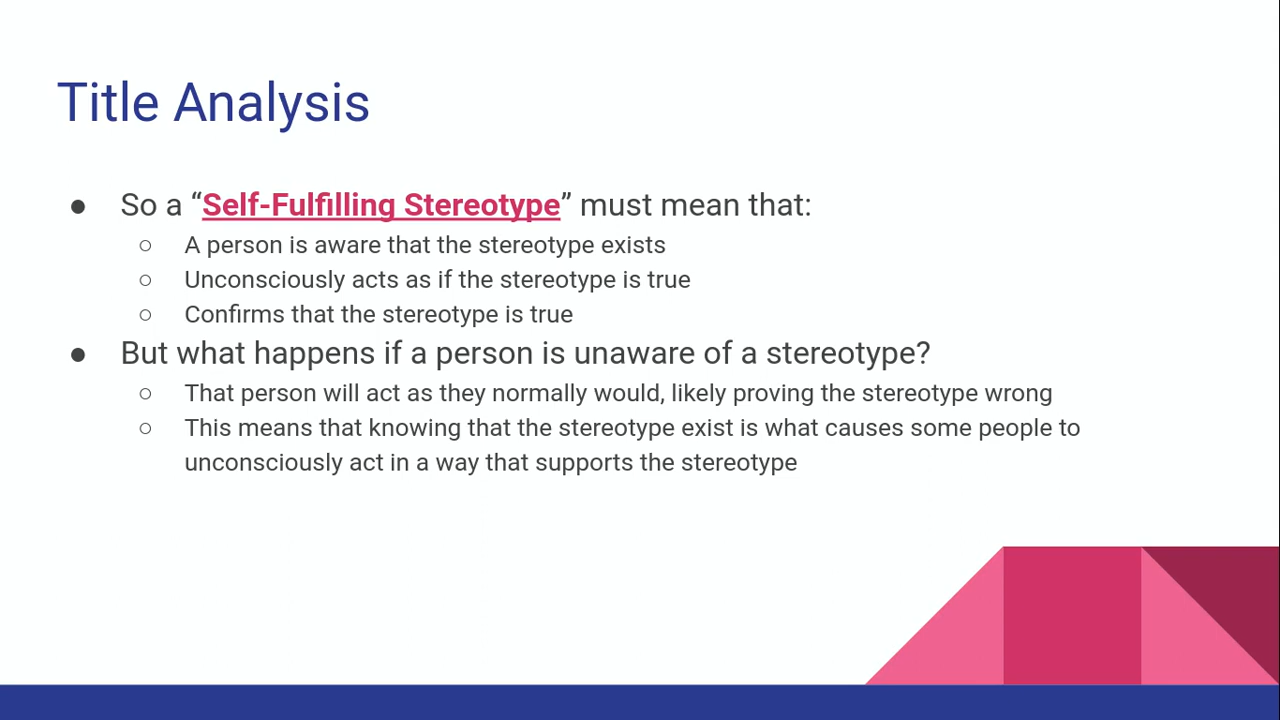 Title Analysis
● So a “Self-Fulfilling Stereotype” must mean that:
○ A person is aware that the stereotype exists
○ Unconsciously acts as if the stereotype is true
○ Confirms that the stereotype is true
● But what happens if a person is unaware of a stereotype?
○ That person will act as they normally would, likely proving the stereotype wrong
○ This means that knowing that the stereotype exist is what causes some people to
unconsciously act in a way that supports the stereotype